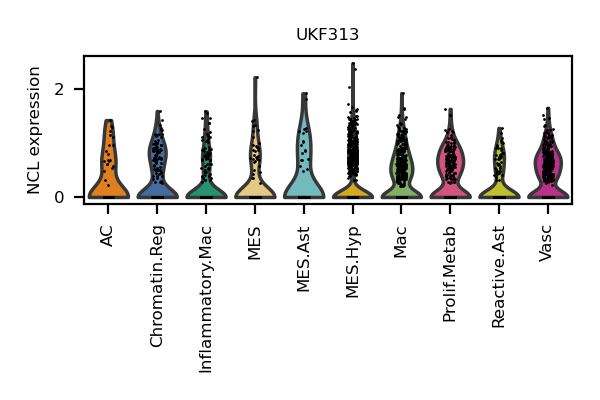 UKF313
NCL expression
2
0
AC
Chromatin.Reg
Inflammatory.Mac
MES
MES.Ast
MES.Hyp
Mac
Prolif.Metab
Reactive.Ast
Vasc